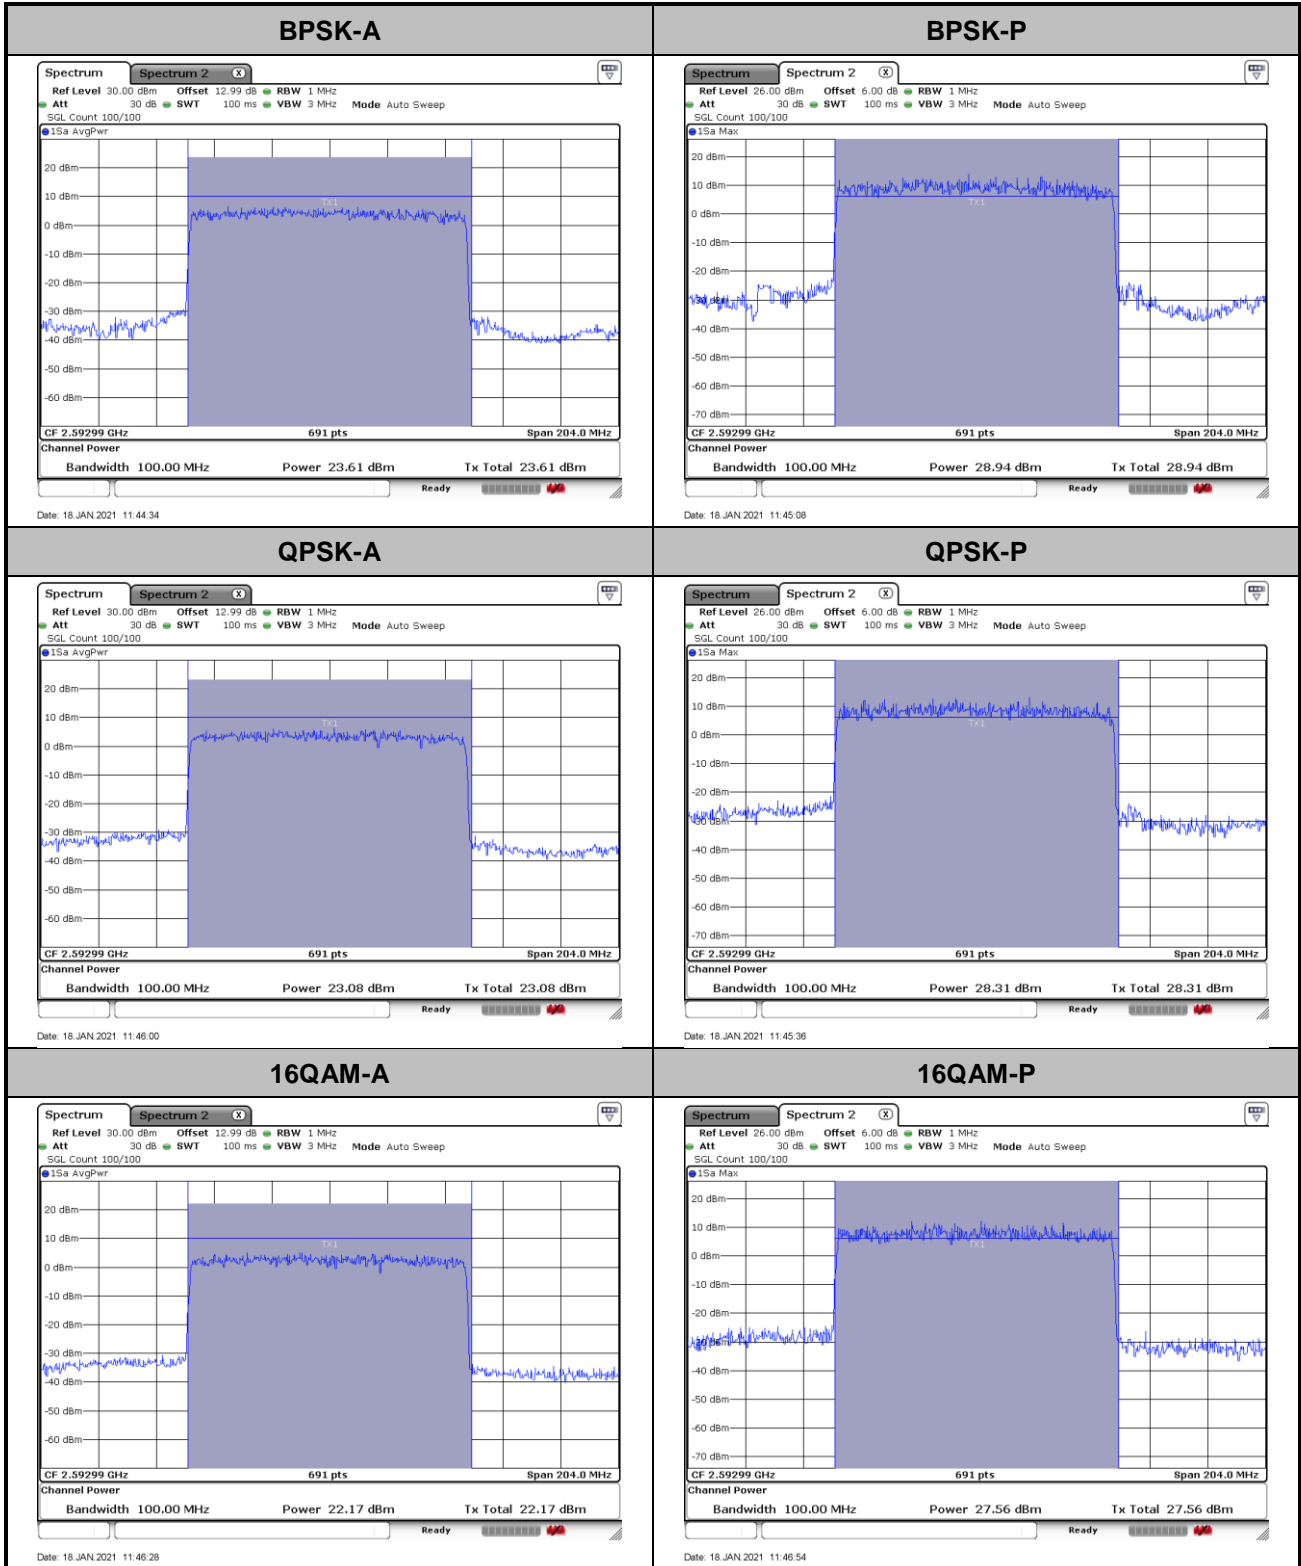 BPSK-A
BPSK-P
Spectrum Spectrum 2 X
Ref Level 30.00 dBm Offset 12.99 dB RBW 1 MHz
Att 30 dB SWT 100 ms VBW 3 MHz Mode Auto Sweep
SGL Count 100/100
1Sa AvgPwr
20 dBm
10 dBm
TX1
0 dBm
-10 dBm
-20 dBm
-30 dBm
-40 dBm
-50 dBm
-60 dBm
CF 2.59299 GHz 691 pts Span 204.0 MHz
Channel Power
Bandwidth 100.00 MHz Power 23.61 dBm Tx Total 23.61 dBm
Ready
Date: 18.JAN.2021 11:44:34
Spectrum Spectrum 2 X
Ref Level 26.00 dBm Offset 6.00 dB RBW 1 MHz
Att 30 dB SWT 100 ms VBW 3 MHz Mode Auto Sweep
SGL Count 100/100
1Sa Max
20 dBm
10 dBm
TX1
0 dBm
-10 dBm
-20 dBm
-30 dBm
-40 dBm
-50 dBm
-60 dBm
-70 dBm
CF 2.59299 GHz 691 pts Span 204.0 MHz
Channel Power
Bandwidth 100.00 MHz Power 28.94 dBm Tx Total 28.94 dBm
Ready
Date: 18.JAN.2021 11:45:08
QPSK-A
QPSK-P
Spectrum Spectrum 2 X
Ref Level 30.00 dBm Offset 12.99 dB RBW 1 MHz
Att 30 dB SWT 100 ms VBW 3 MHz Mode Auto Sweep
SGL Count 100/100
1Sa AvgPwr
20 dBm
10 dBm
TX1
0 dBm
-10 dBm
-20 dBm
-30 dBm
-40 dBm
-50 dBm
-60 dBm
CF 2.59299 GHz 691 pts Span 204.0 MHz
Channel Power
Bandwidth 100.00 MHz Power 23.08 dBm Tx Total 23.08 dBm
Ready
Date: 18.JAN.2021 11:46:00
Spectrum Spectrum 2 X
Ref Level 26.00 dBm Offset 6.00 dB RBW 1 MHz
Att 30 dB SWT 100 ms VBW 3 MHz Mode Auto Sweep
SGL Count 100/100
1Sa Max
20 dBm
10 dBm
TX1
0 dBm
-10 dBm
-20 dBm
-30 dBm
-40 dBm
-50 dBm
-60 dBm
-70 dBm
CF 2.59299 GHz 691 pts Span 204.0 MHz
Channel Power
Bandwidth 100.00 MHz Power 28.31 dBm Tx Total 28.31 dBm
Ready
Date: 18.JAN.2021 11:45:36
16QAM-A
16QAM-P
Spectrum Spectrum 2 X
Ref Level 30.00 dBm Offset 12.99 dB RBW 1 MHz
Att 30 dB SWT 100 ms VBW 3 MHz Mode Auto Sweep
SGL Count 100/100
1Sa AvgPwr
20 dBm
10 dBm
TX1
0 dBm
-10 dBm
-20 dBm
-30 dBm
-40 dBm
-50 dBm
-60 dBm
CF 2.59299 GHz 691 pts Span 204.0 MHz
Channel Power
Bandwidth 100.00 MHz Power 22.17 dBm Tx Total 22.17 dBm
Ready
Date: 18.JAN.2021 11:46:28
Spectrum Spectrum 2 X
Ref Level 26.00 dBm Offset 6.00 dB RBW 1 MHz
Att 30 dB SWT 100 ms VBW 3 MHz Mode Auto Sweep
SGL Count 100/100
1Sa Max
20 dBm
10 dBm
TX1
0 dBm
-10 dBm
-20 dBm
-30 dBm
-40 dBm
-50 dBm
-60 dBm
-70 dBm
CF 2.59299 GHz 691 pts Span 204.0 MHz
Channel Power
Bandwidth 100.00 MHz Power 27.56 dBm Tx Total 27.56 dBm
Ready
Date: 18.JAN.2021 11:46:54